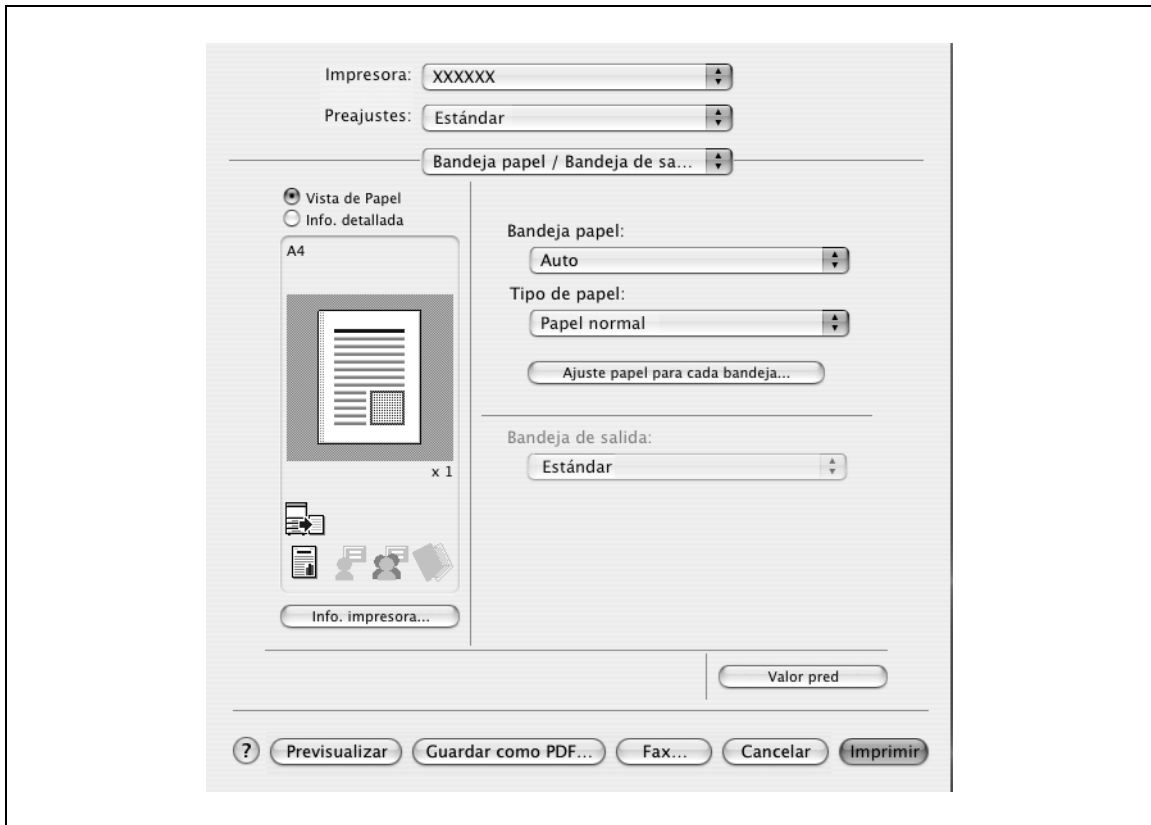 Impresora: XXXXXX
Preajustes: Estándar
Bandeja papel / Bandeja de sa...
Vista de Papel
Info. detallada
A4
x 1
Info. impresora...
Bandeja papel:
Auto
Tipo de papel:
Papel normal
Ajuste papel para cada bandeja...
Bandeja de salida:
Estándar
Valor pred
? Previsualizar Guardar como PDF... Fax... Cancelar Imprimir